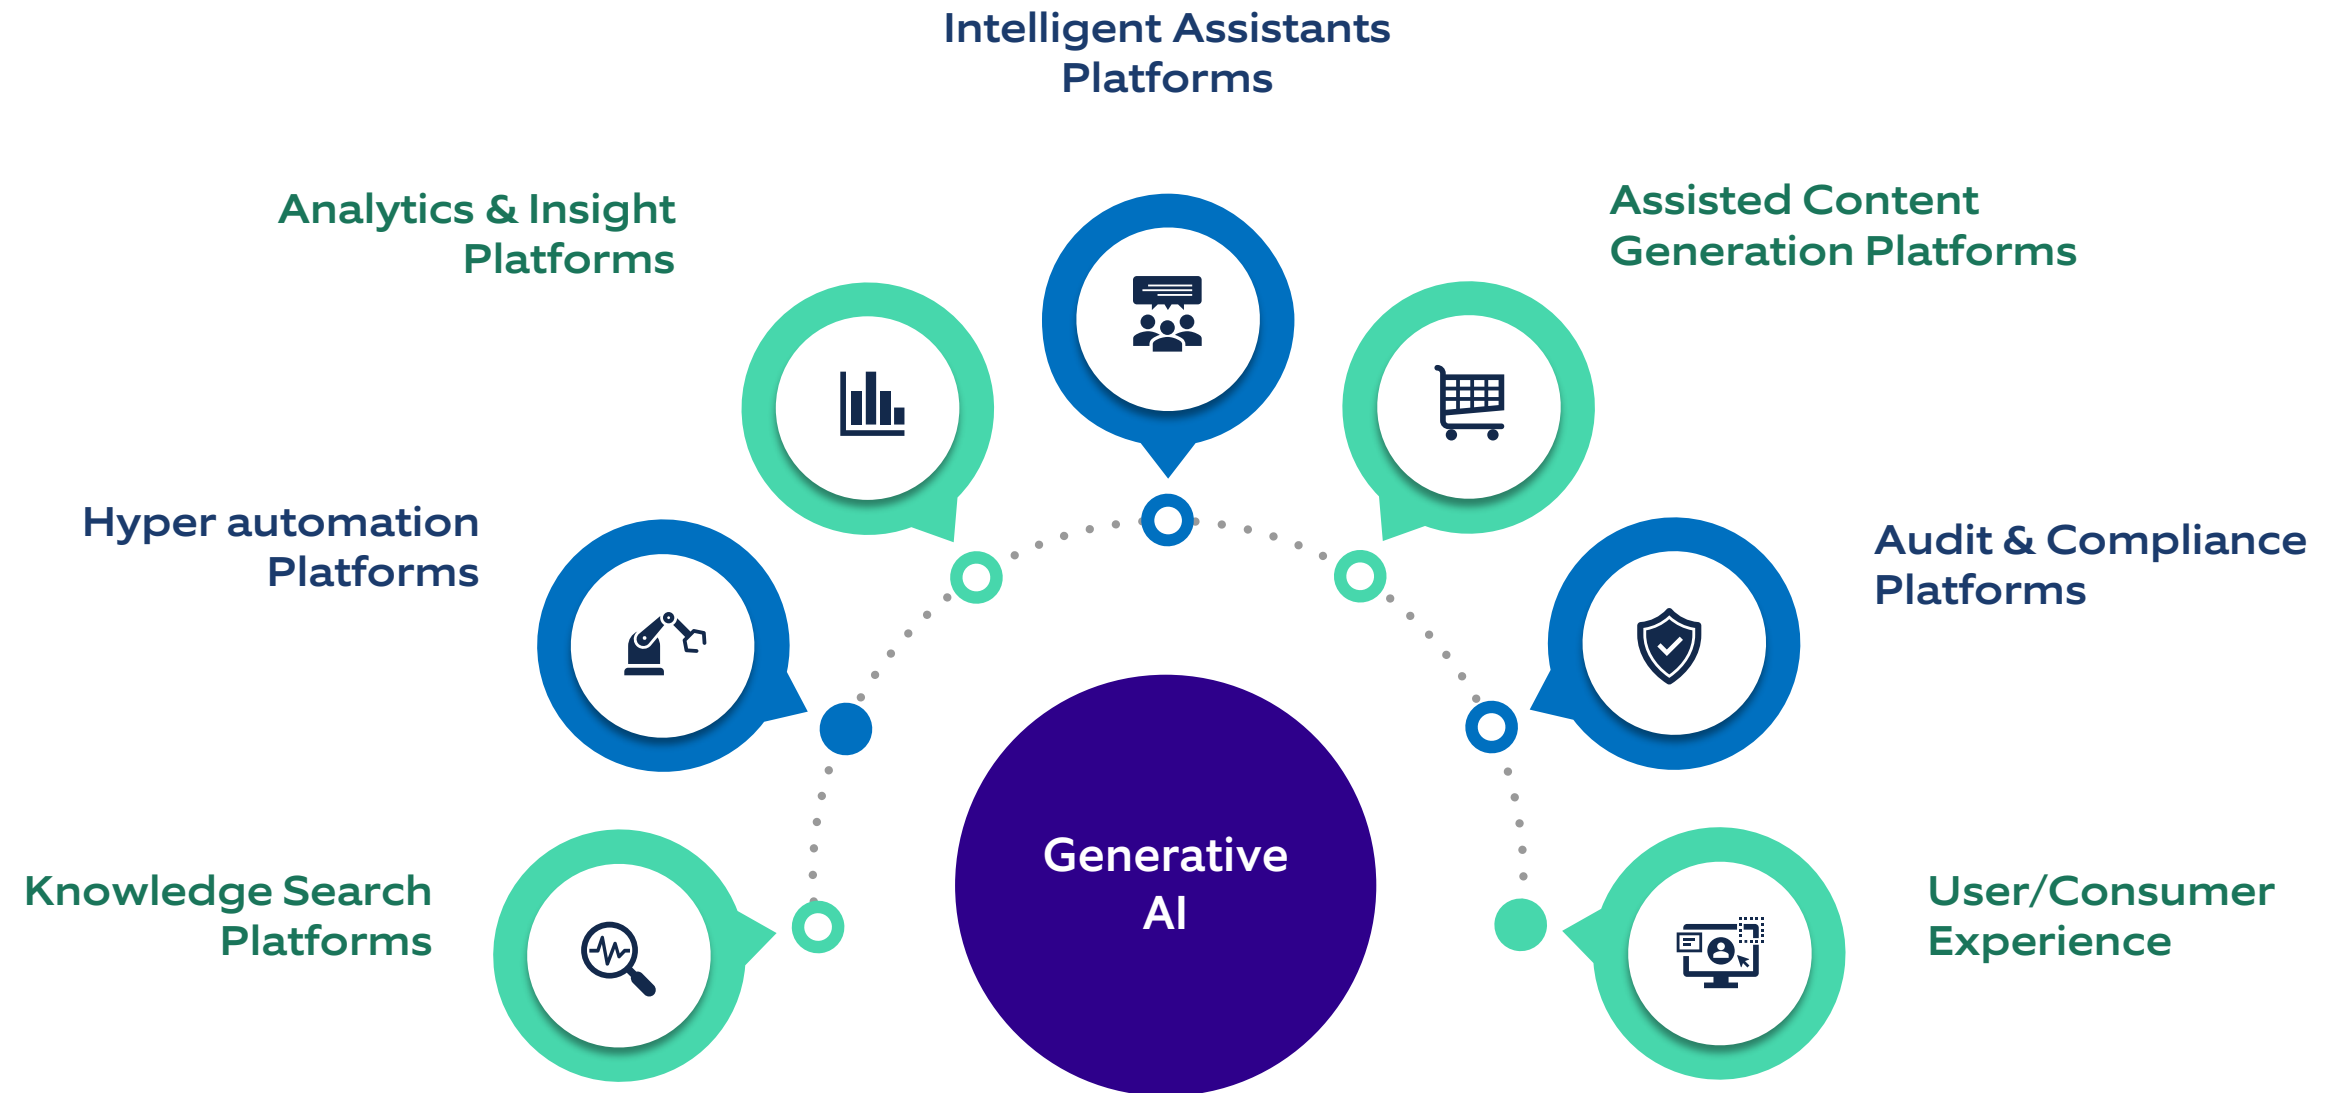 Intelligent Assistants
Platforms
Analytics & Insight
Platforms
Assisted Content
Generation Platforms
Hyper automation
Platforms
Audit & Compliance
Platforms
Knowledge Search
Platforms
Generative
AI
User/Consumer
Experience